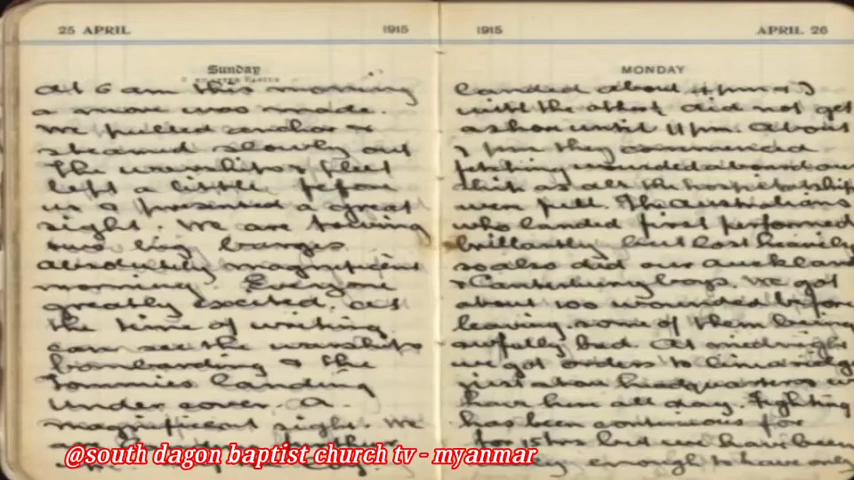 25 APRIL 1915
Sunday
At 6 am this morning
a move was made.
We pulled anchor &
steamed slowly out
the warships & fleet
left a little before
us & presented a great
sight. We are towing
two big barges
absolutely magnificent
morning. Everyone
greatly excited. At
the time of writing
can see the warships
bombarding & the
Tommies landing
under cover. A
magnificent sight. We
1915 APRIL 26
MONDAY
landed about 4 pm & I
with the others did not get
ashore until 11 pm. About
7 pm they commenced
fetching wounded aboard our
ship as all the hospital ships
were full. The Australians
who landed first performed
brilliantly but lost heavily
so also did our Auckland
& Canterbury boys. We got
about 100 wounded before
leaving. some of them being
awfully bad. At midnight
we got orders to
just above headquarters
have been all day. Fighting
has been continuous for
for 15 hrs but we have been
enough to have only
@south dagon baptist church tv - myanmar